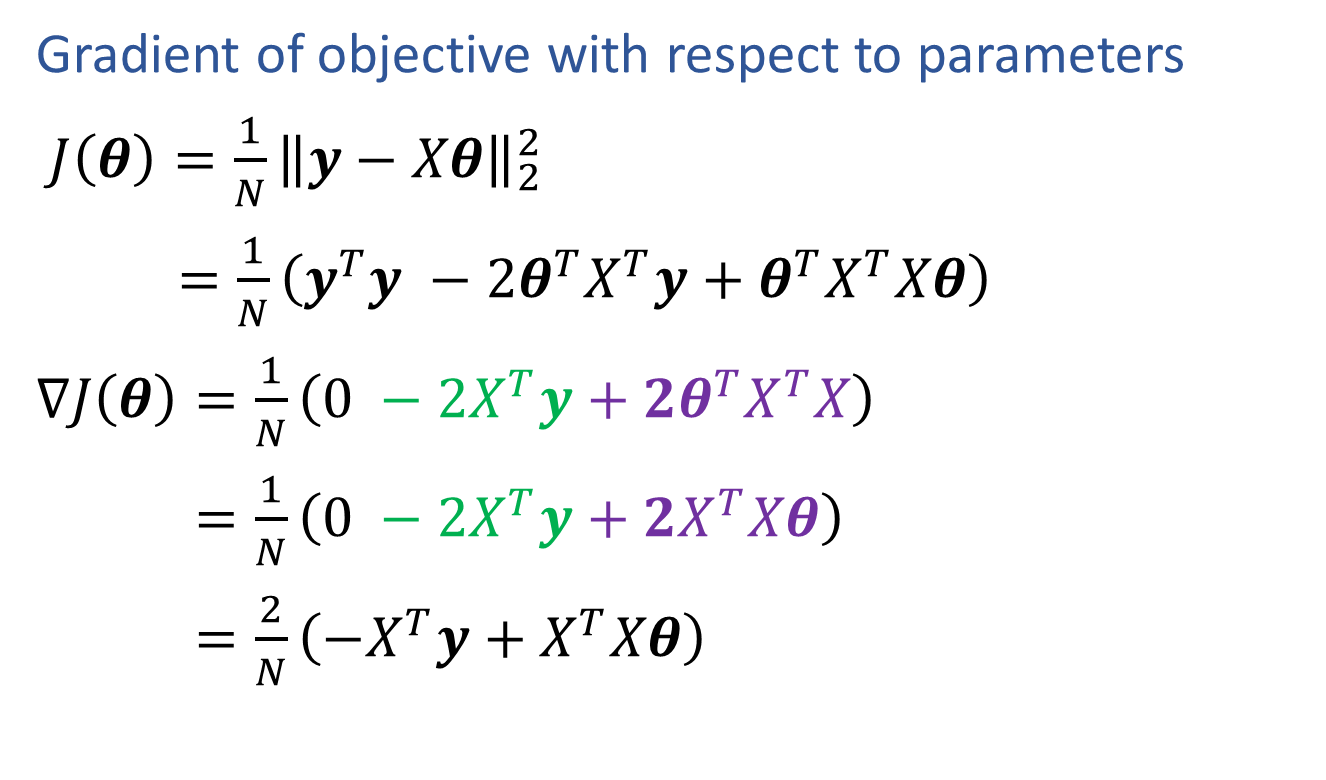 Gradient of objective with respect to parameters
J(θ) = 1/N ‖y − Xθ‖₂²
= 1/N (yᵀy − 2θᵀXᵀy + θᵀXᵀXθ)
∇J(θ) = 1/N (0 − 2Xᵀy + 2θᵀXᵀX)
= 1/N (0 − 2Xᵀy + 2XᵀXθ)
= 2/N (−Xᵀy + XᵀXθ)